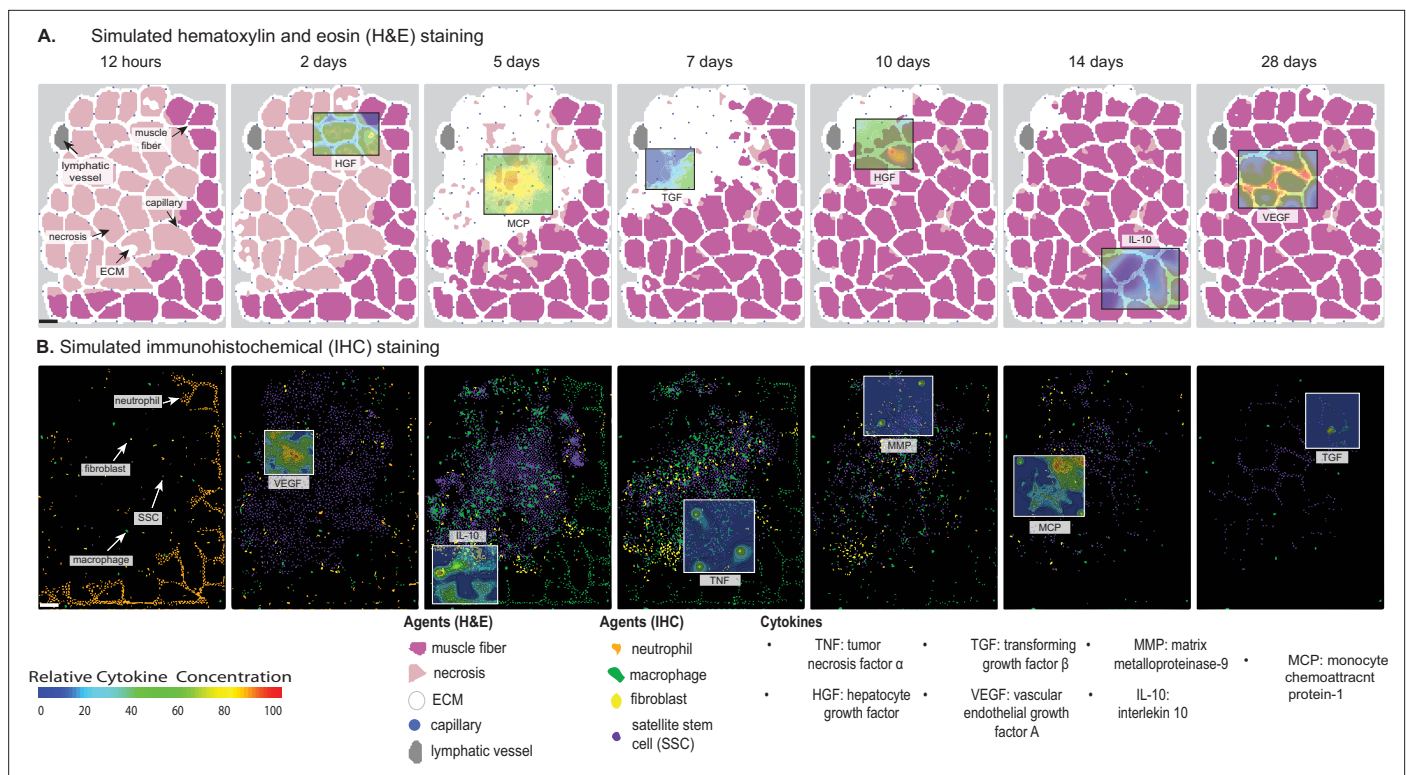 A. Simulated hematoxylin and eosin (H&E) staining
12 hours 2 days 5 days 7 days 10 days 14 days 28 days
muscle
fiber
lymphatic
vessel
capillary
necrosis
ECM
HGF
MCP
TGF
HGF
IL-10
VEGF
B. Simulated immunohistochemical (IHC) staining
neutrophil
fibroblast
SSC
macrophage
VEGF
IL-10
TNF
MMP
MCP
TGF
Agents (H&E)
muscle fiber
necrosis
ECM
capillary
lymphatic vessel
Agents (IHC)
neutrophil
macrophage
fibroblast
satellite stem
cell (SSC)
Cytokines
• TNF: tumor
necrosis factor α
• TGF: transforming
growth factor β
MMP: matrix
metalloproteinase-9
• MCP: monocyte
chemoattracnt
protein-1
• HGF: hepatocyte
growth factor
• VEGF: vascular
endothelial growth
factor A
• IL-10:
interlekin 10
Relative Cytokine Concentration
0 20 40 60 80 100